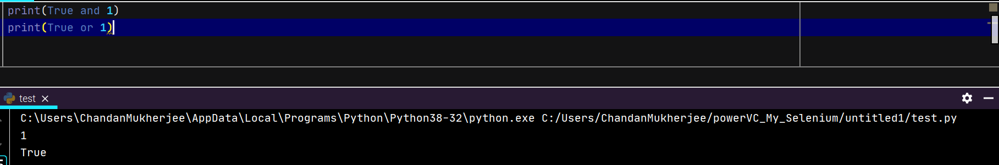 print(True and 1)
print(True or 1)
test
C:\Users\ChandanMukherjee\AppData\Local\Programs\Python\Python38-32\python.exe C:/Users/ChandanMukherjee/powerVC_My_Selenium/untitled1/test.py
1
True